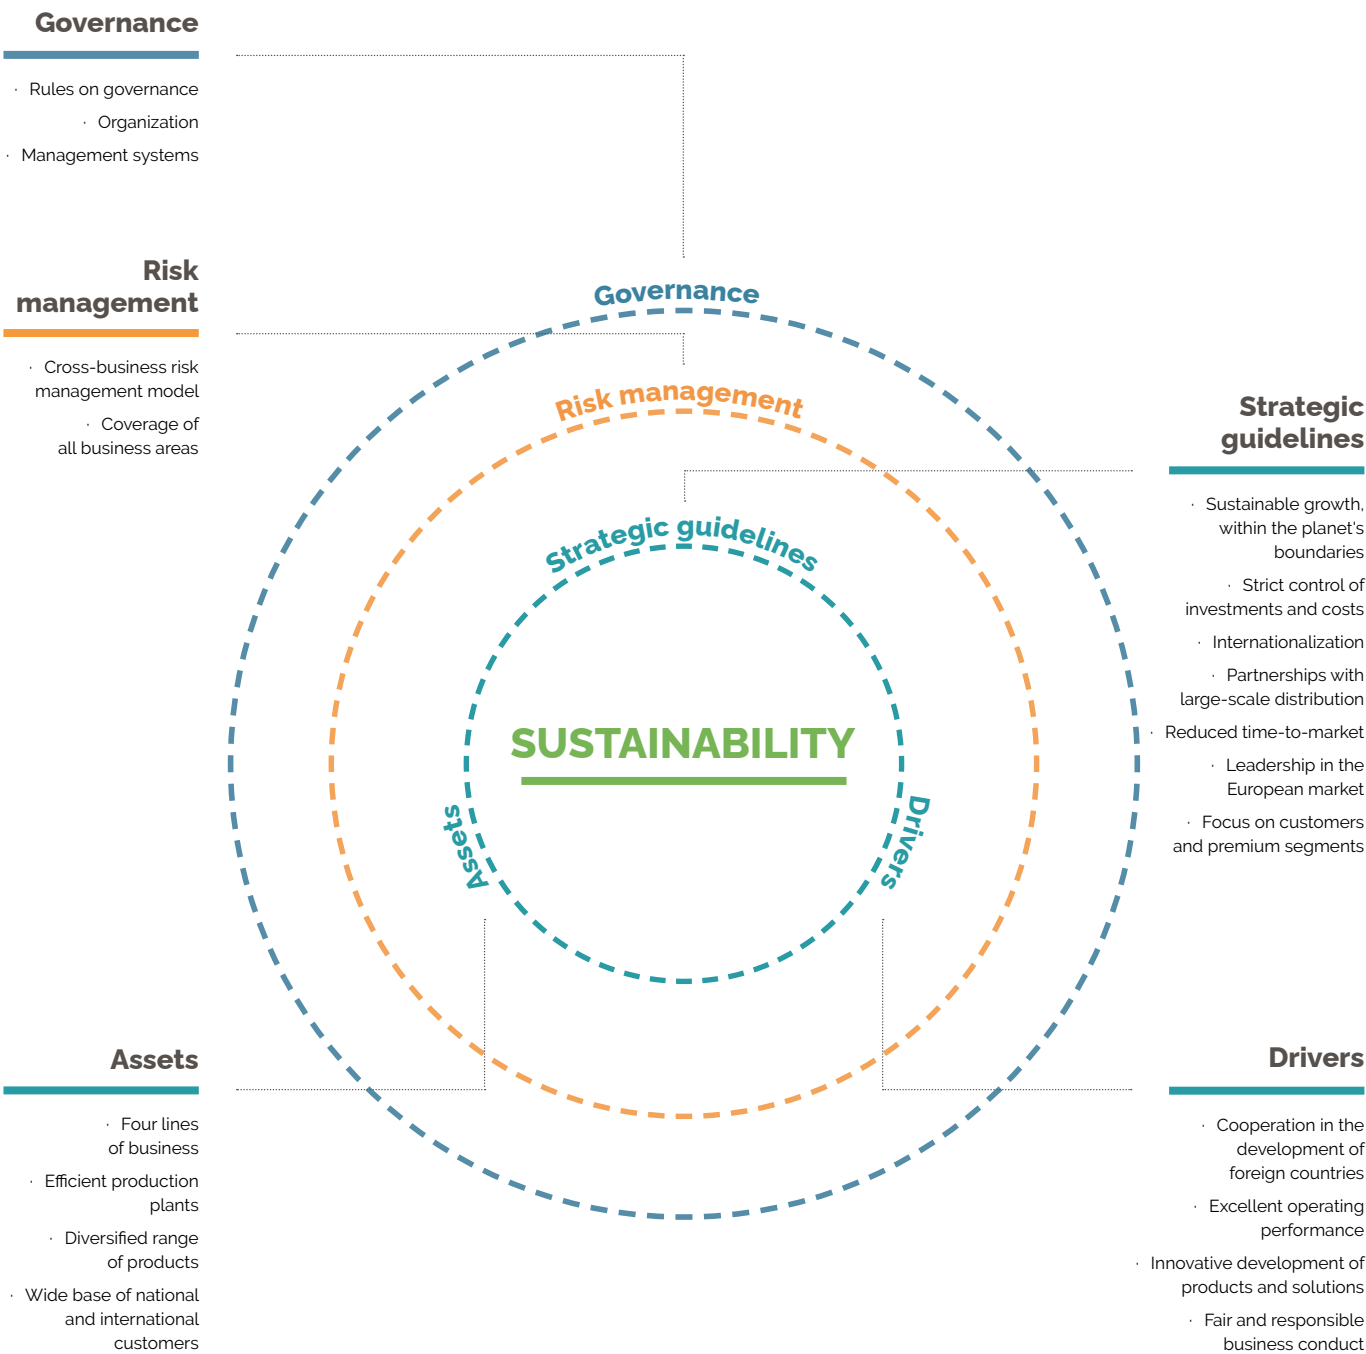 Governance
· Rules on governance
· Organization
· Management systems
Risk
management
· Cross-business risk
management model
· Coverage of
all business areas
Governance
Risk management
Strategic guidelines
SUSTAINABILITY
Assets
Drivers
Strategic
guidelines
· Sustainable growth,
within the planet's
boundaries
· Strict control of
investments and costs
· Internationalization
· Partnerships with
large-scale distribution
· Reduced time-to-market
· Leadership in the
European market
· Focus on customers
and premium segments
Assets
· Four lines
of business
· Efficient production
plants
· Diversified range
of products
· Wide base of national
and international
customers
Drivers
· Cooperation in the
development of
foreign countries
· Excellent operating
performance
· Innovative development of
products and solutions
· Fair and responsible
business conduct